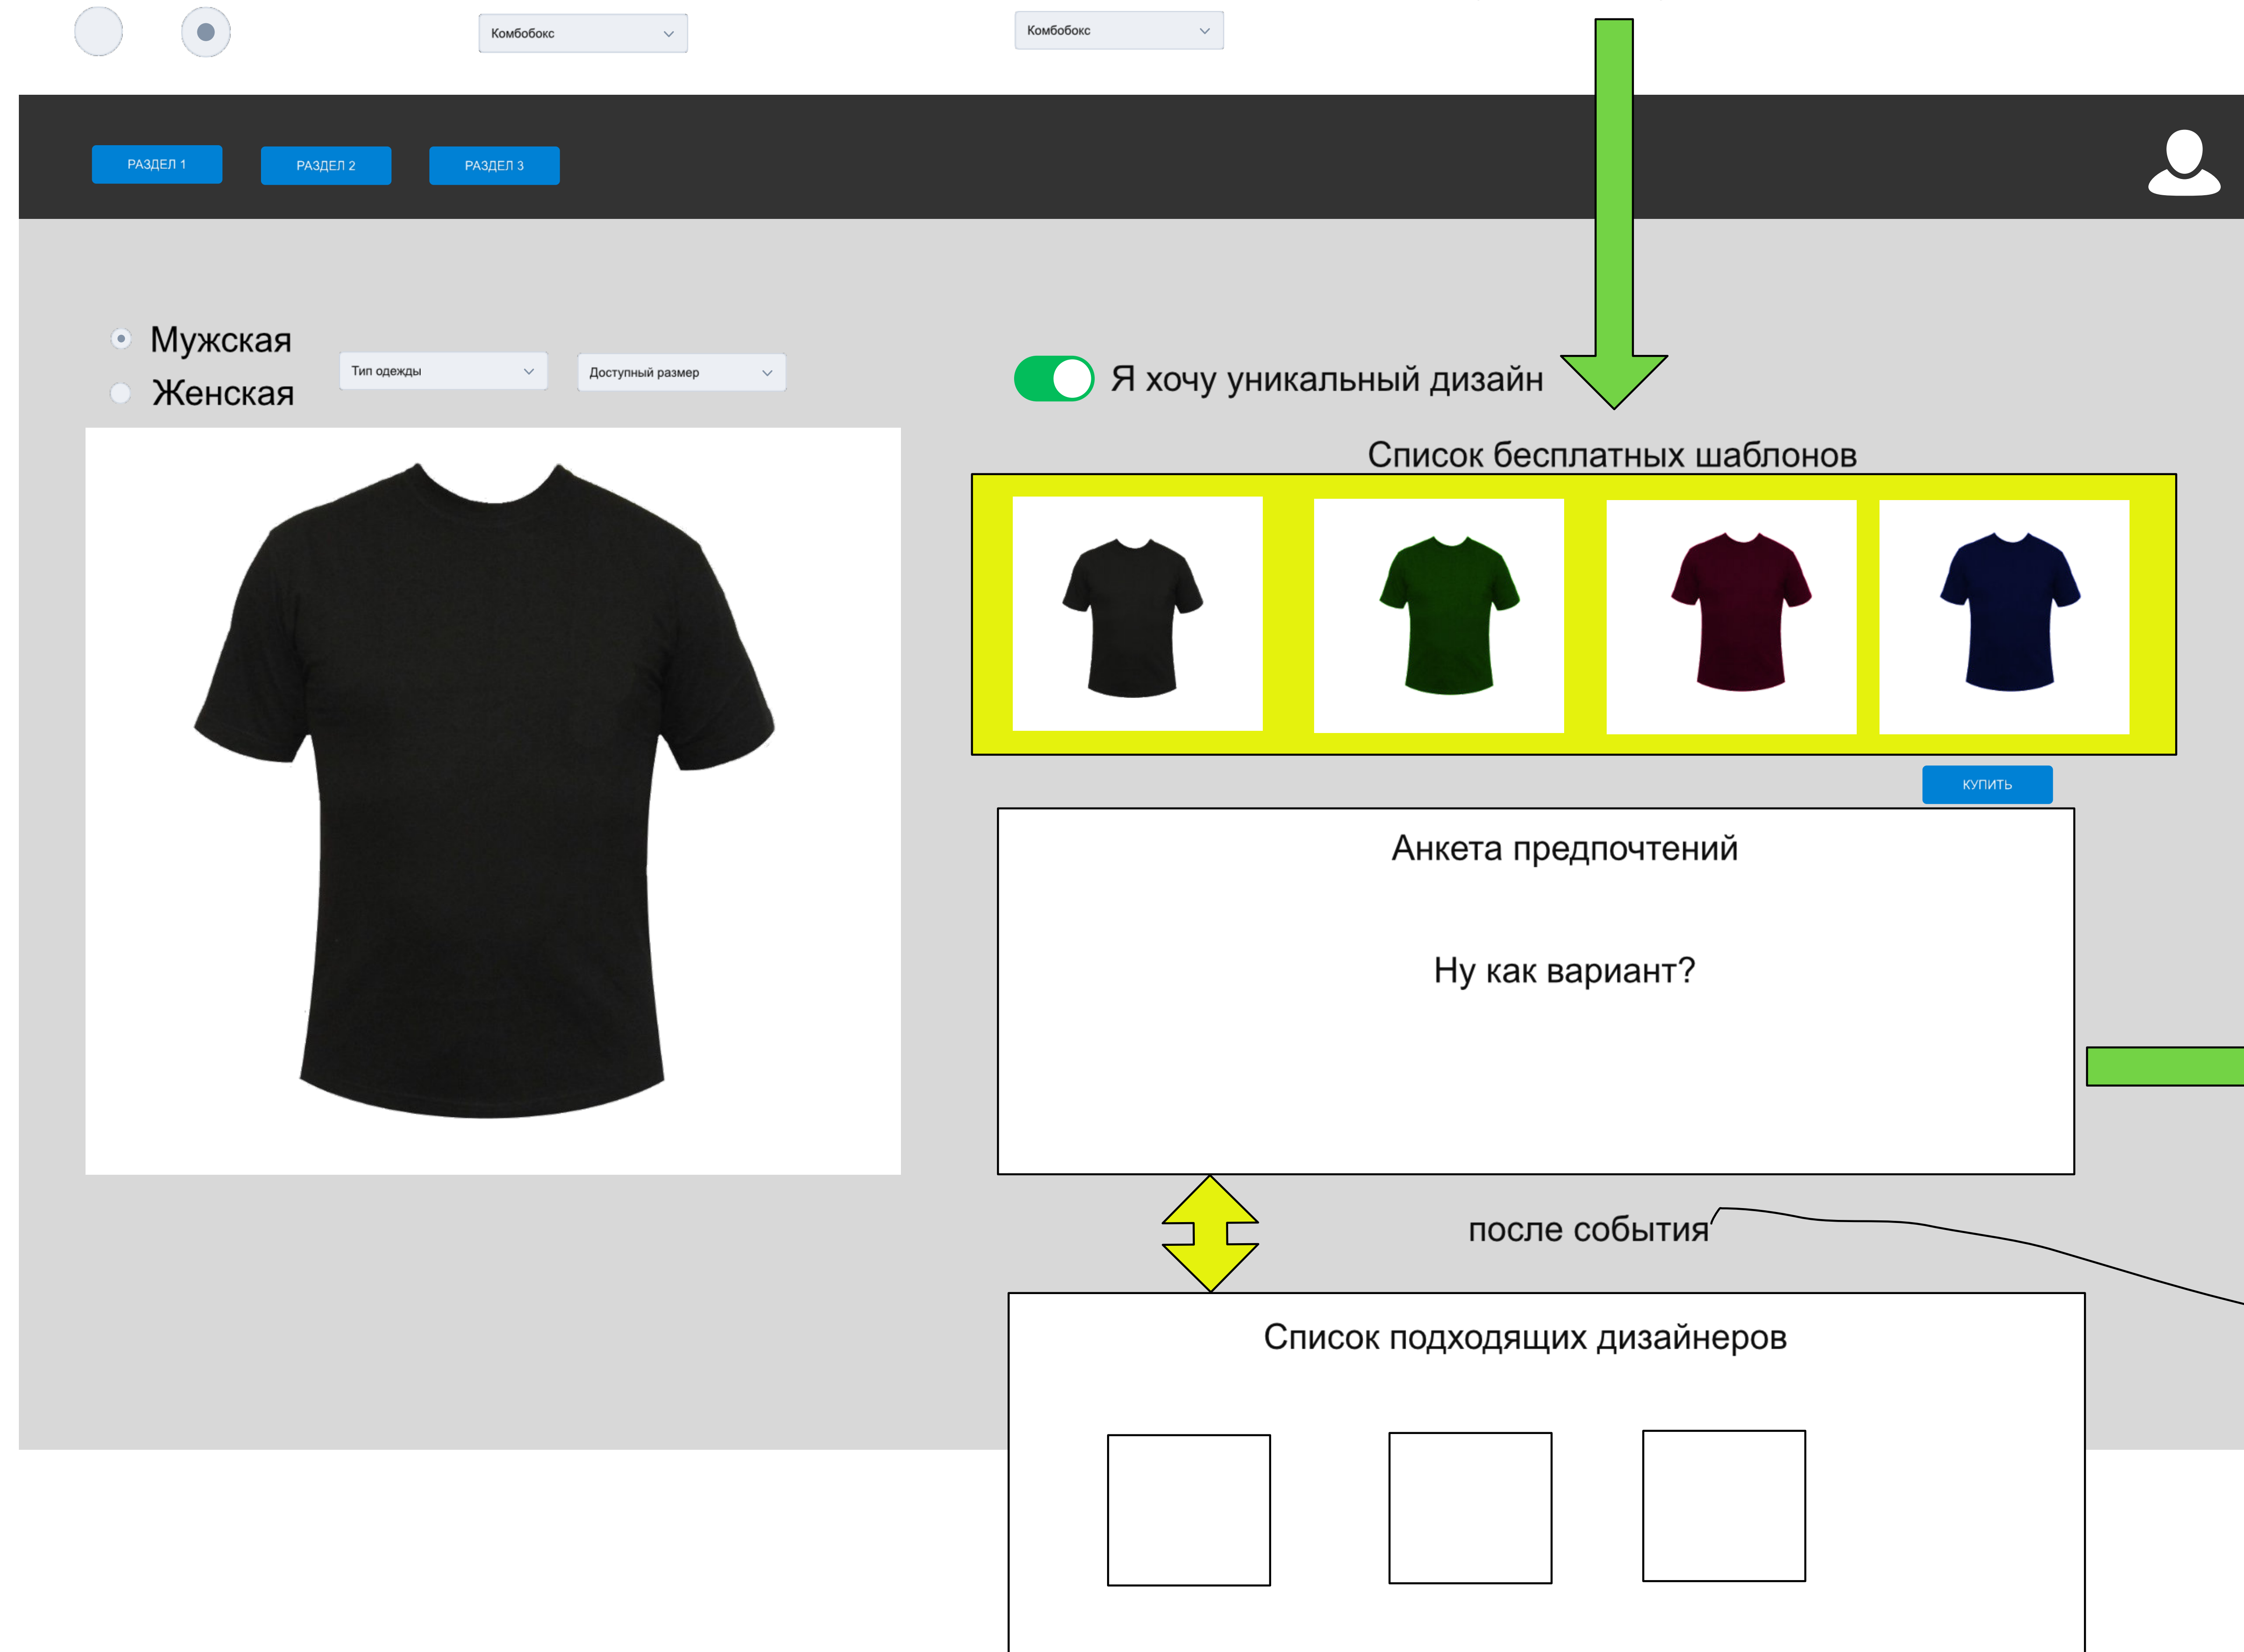 Комбобокс
Комбобокс
РАЗДЕЛ 1
РАЗДЕЛ 2
РАЗДЕЛ 3
Мужская
Женская
Тип одежды
Доступный размер
Я хочу уникальный дизайн
Список бесплатных шаблонов
КУПИТЬ
Анкета предпочтений
Ну как вариант?
после события
Список подходящих дизайнеров